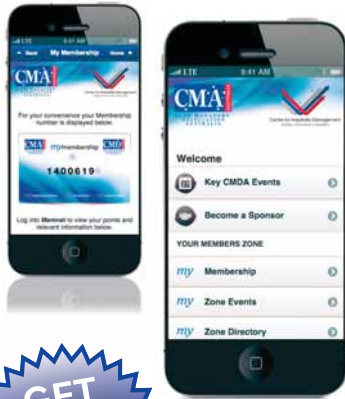 LTE 9:41 AM
Back My Membership Home
CMA
For your convenience your Membership
number is displayed below.
CMA mymembership CMD
1400619
Log into Memnet to view your points and
relevant information below.
LTE 9:41 AM
CMA
CLUB MANAGERS
AUSTRALIA
Centre for Hospitality Management
Welcome
Key CMDA Events
Become a Sponsor
YOUR MEMBERS ZONE
my Membership
my Zone Events
my Zone Directory
GET